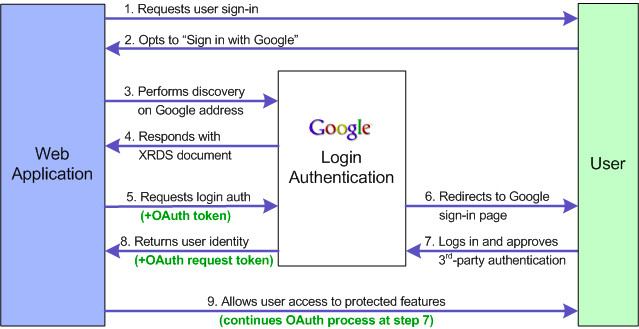 1. Requests user sign-in
2. Opts to “Sign in with Google”
3. Performs discovery
on Google address
4. Responds with
XRDS document
Web
Application
Google
Login
Authentication
User
5. Requests login auth
(+OAuth token)
6. Redirects to Google
sign-in page
8. Returns user identity
(+OAuth request token)
7. Logs in and approves
3rd-party authentication
9. Allows user access to protected features
(continues OAuth process at step 7)